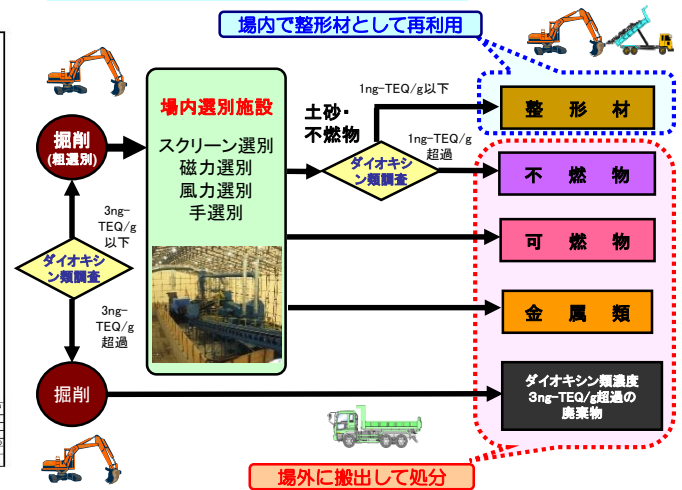 場内で整形材として再利用
場内選別施設
スクリーン選別
磁力選別
風力選別
手選別
掘削
(粗選別)
3ng-
TEQ/g
以下
ダイオキシ
ン類調査
3ng-
TEQ/g
超過
掘削
土砂・
不燃物
1ng-TEQ/g以下
ダイオキシ
ン類調査
1ng-TEQ/g
超過
整形材
不燃物
可燃物
金属類
ダイオキシン類濃度
3ng-TEQ/g超過の
廃棄物
場外に搬出して処分